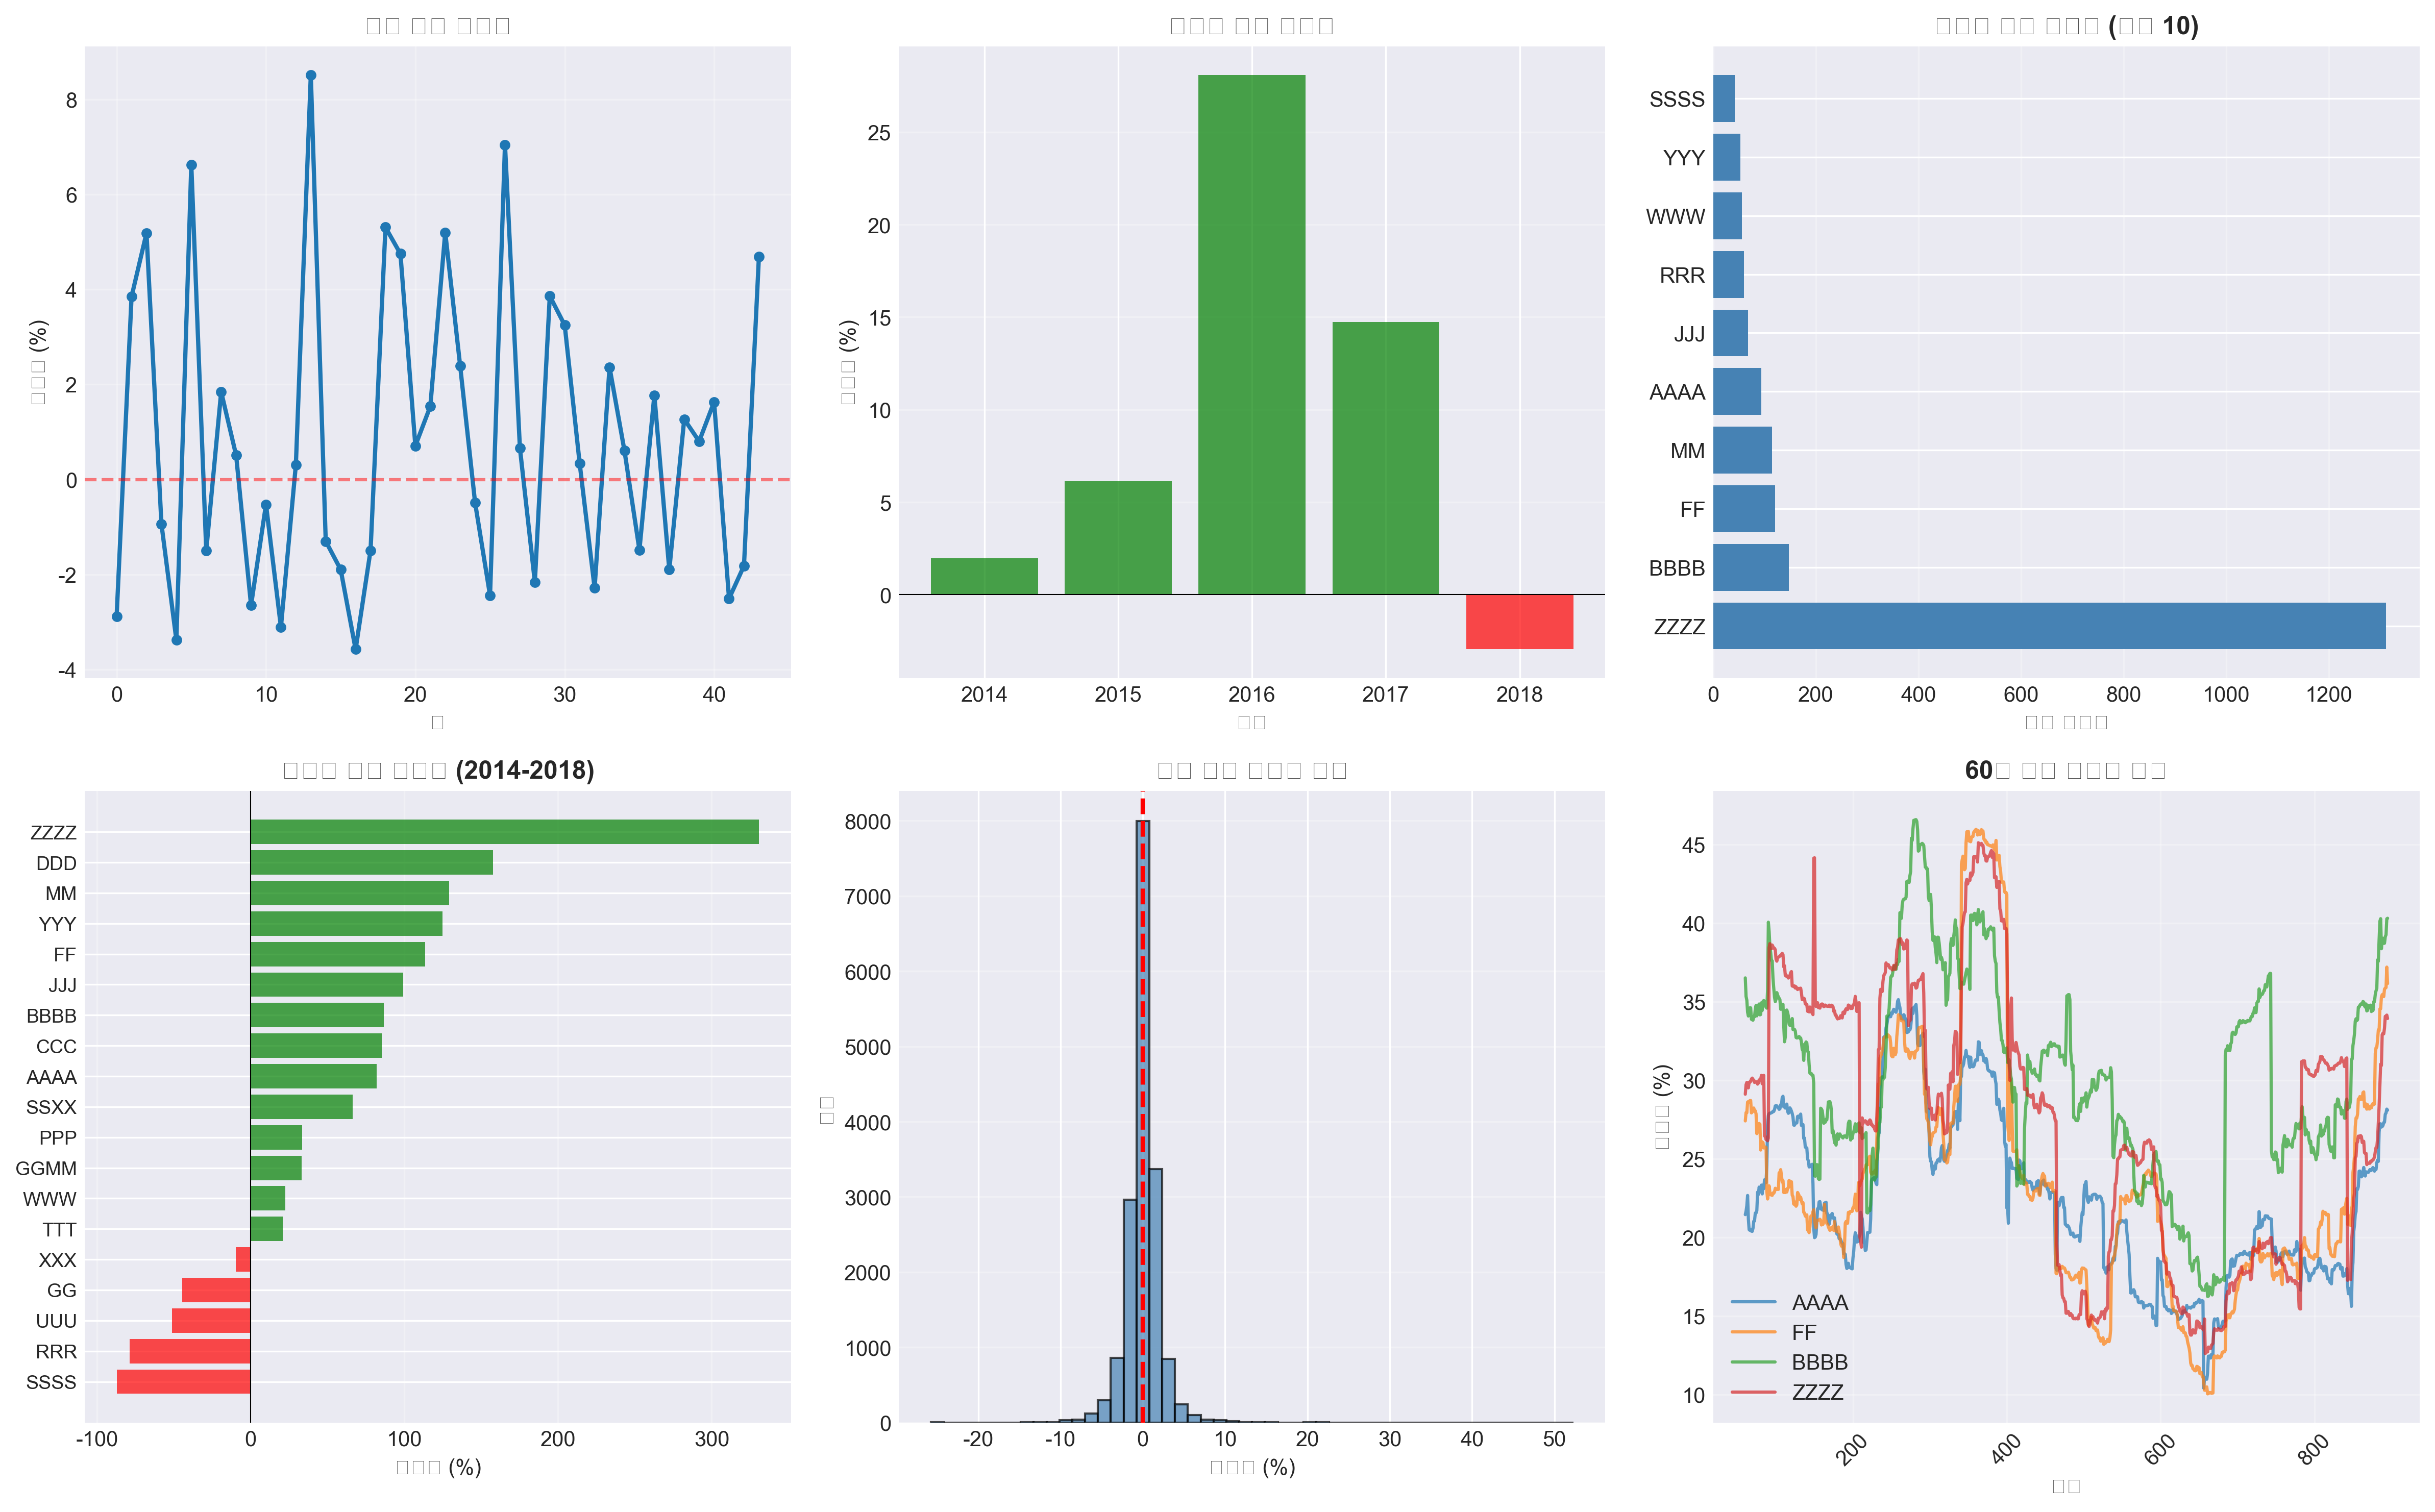 8
6
4
2
0
-2
-4
(%)
0 10 20 30 40
25
20
15
10
5
0
(%)
2014 2015 2016 2017 2018
( 10)
SSSS
YYY
WWW
RRR
JJJ
AAAA
MM
FF
BBBB
ZZZZ
0 200 400 600 800 1000 1200
(2014-2018)
ZZZZ
DDD
MM
YYY
FF
JJJ
BBBB
CCC
AAAA
SSXX
PPP
GGMM
WWW
TTT
XXX
GG
UUU
RRR
SSSS
-100 0 100 200 300
(%)
8000
7000
6000
5000
4000
3000
2000
1000
0
-20 -10 0 10 20 30 40 50
(%)
60
45
40
35
30
25
20
15
10
(%)
AAAA
FF
BBBB
ZZZZ
200 400 600 800